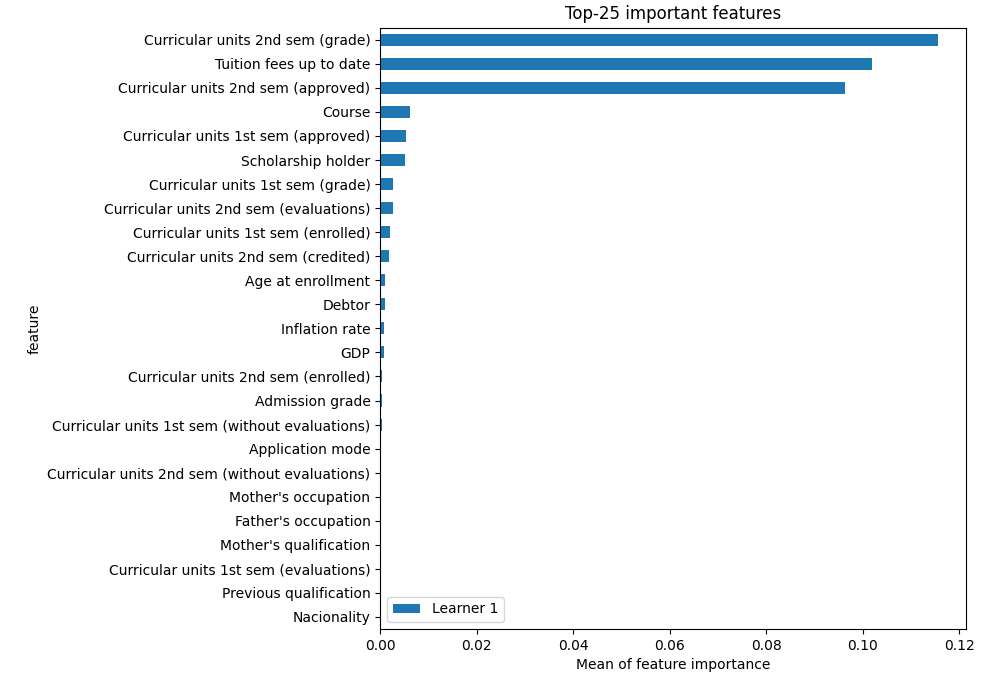 Top-25 important features
Curricular units 2nd sem (grade)
Tuition fees up to date
Curricular units 2nd sem (approved)
Course
Curricular units 1st sem (approved)
Scholarship holder
Curricular units 1st sem (grade)
Curricular units 2nd sem (evaluations)
Curricular units 1st sem (enrolled)
Curricular units 2nd sem (credited)
Age at enrollment
Debtor
Inflation rate
GDP
Curricular units 2nd sem (enrolled)
Admission grade
Curricular units 1st sem (without evaluations)
Application mode
Curricular units 2nd sem (without evaluations)
Mother's occupation
Father's occupation
Mother's qualification
Curricular units 1st sem (evaluations)
Previous qualification
Nacionality
feature
Learner 1
0.00 0.02 0.04 0.06 0.08 0.10 0.12
Mean of feature importance